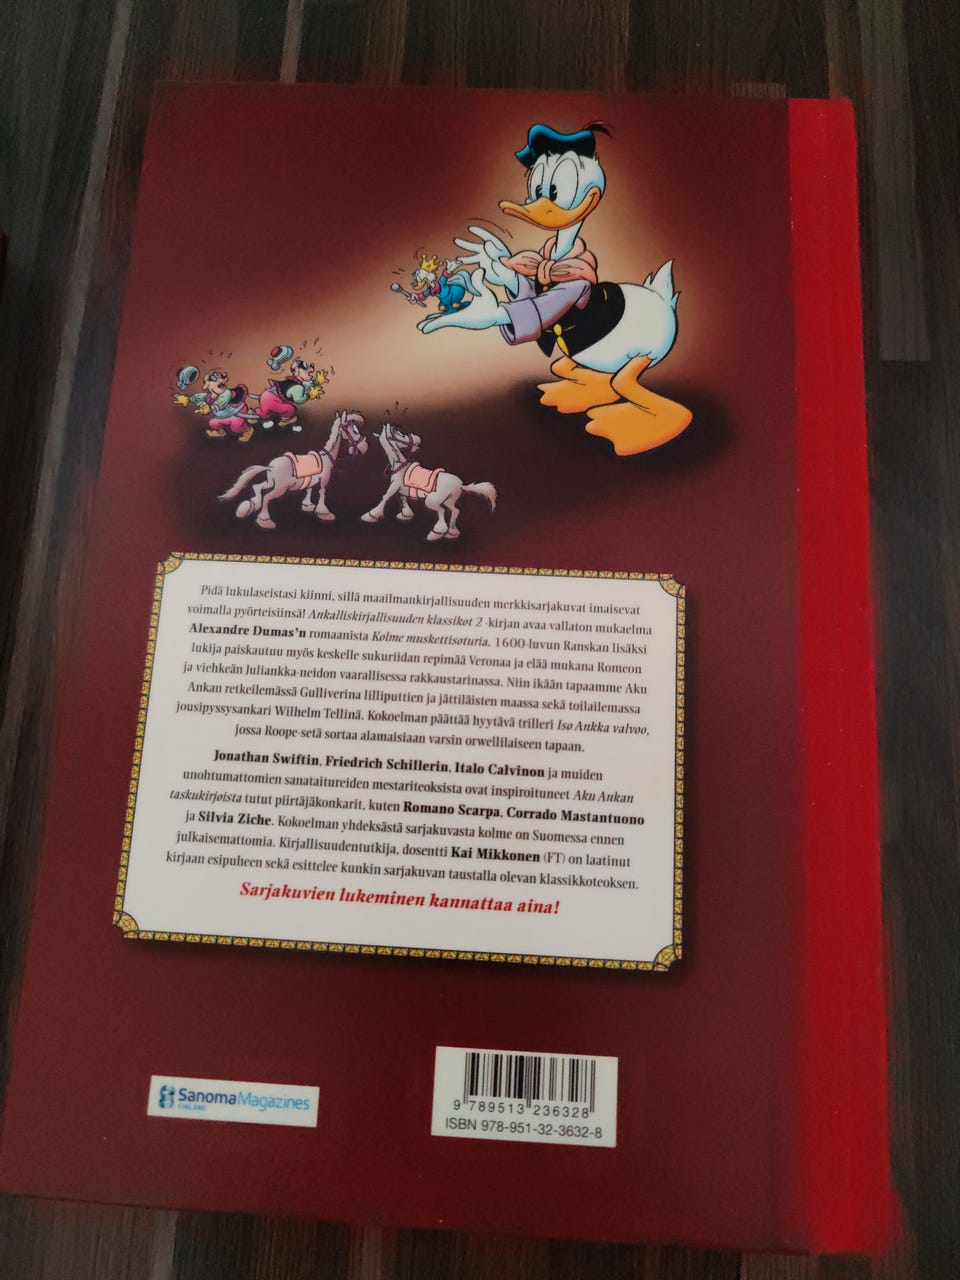 Pidä lukulaseistasi kiinni, sillä maailmankirjallisuuden merkkisarjakuvat imaisevat
voimalla pyörteisiinsä! Ankalliskirjallisuuden klassikot 2 -kirjan avaa vallaton mukaelma
Alexandre Dumas'n romaanista Kolme muskettisoturia. 1600-luvun Ranskan lisäksi
lukija paiskautuu myös keskelle sukuriidan repimää Veronaa ja elää mukana Romeon
ja viehkeän Juliankka-neidon vaarallisessa rakkaustarinassa. Niin ikään tapaamme Aku
Ankan retkeilemässä Gulliverina lilliputtien ja jättiläisten maassa sekä toilailemassa
jousipyssysankari Wilhelm Tellinä. Kokoelman päättää hyytävä trilleri Iso Ankka valvoo,
jossa Roope-setä sortaa alamaisiaan varsin orwellilaiseen tapaan.
Jonathan Swiftin, Friedrich Schillerin, Italo Calvinon ja muiden
unohtumattomien sanataitureiden mestariteoksista ovat inspiroituneet Aku Ankan
taskukirjoista tutut piirtäjäkonkarit, kuten Romano Scarpa, Corrado Mastantuono
ja Silvia Ziche. Kokoelman yhdeksästä sarjakuvasta kolme on Suomessa ennen
julkaisemattomia. Kirjallisuudentutkija, dosentti Kai Mikkonen (FT) on laatinut
kirjaan esipuheen sekä esittelee kunkin sarjakuvan taustalla olevan klassikkoteoksen.
Sarjakuvien lukeminen kannattaa aina!
SanomaMagazines
FINLAND
9 789513 236328
ISBN 978-951-32-3632-8